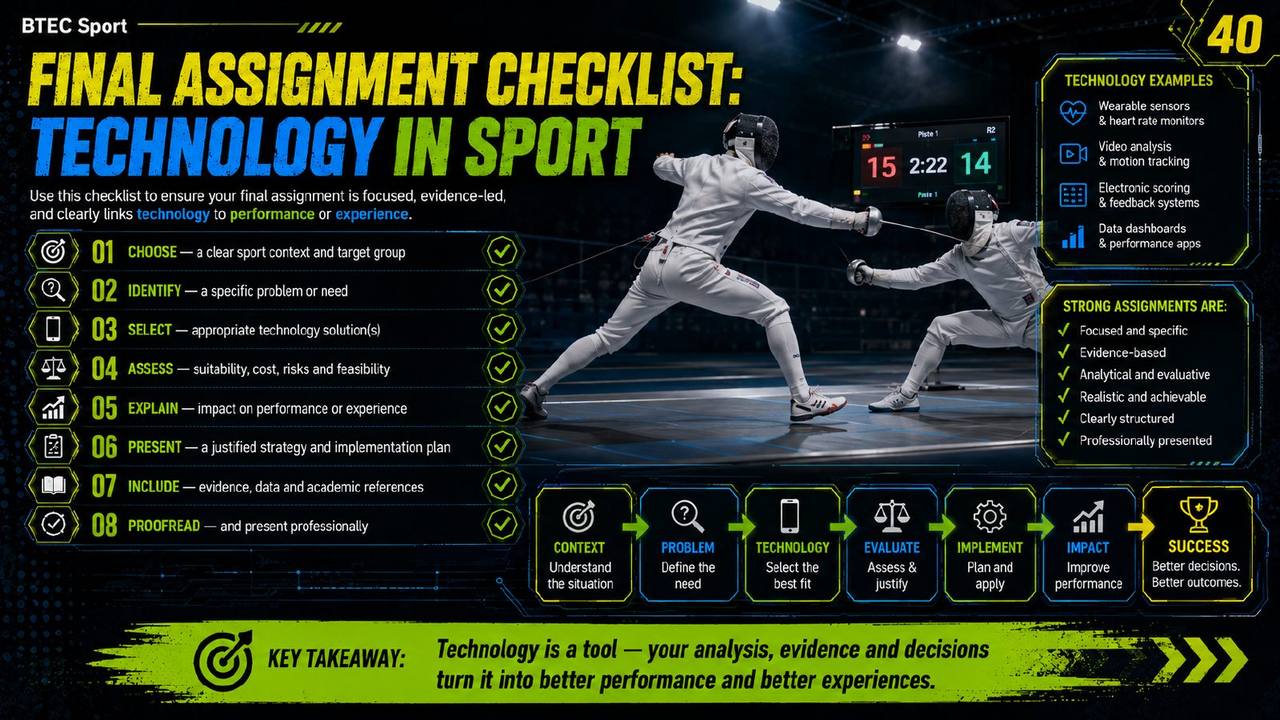 BTEC Sport
40
FINAL ASSIGNMENT CHECKLIST:
TECHNOLOGY IN SPORT
Use this checklist to ensure your final assignment is focused, evidence-led,
and clearly links technology to performance or experience.
01 CHOOSE — a clear sport context and target group
02 IDENTIFY — a specific problem or need
03 SELECT — appropriate technology solution(s)
04 ASSESS — suitability, cost, risks and feasibility
05 EXPLAIN — impact on performance or experience
06 PRESENT — a justified strategy and implementation plan
07 INCLUDE — evidence, data and academic references
08 PROOFREAD — and present professionally
Piste 1 R2
15 2:22 14
Piste 1
TECHNOLOGY EXAMPLES
Wearable sensors
& heart rate monitors
Video analysis
& motion tracking
Electronic scoring
& feedback systems
Data dashboards
& performance apps
STRONG ASSIGNMENTS ARE:
Focused and specific
Evidence-based
Analytical and evaluative
Realistic and achievable
Clearly structured
Professionally presented
CONTEXT
Understand
the situation
PROBLEM
Define the
need
TECHNOLOGY
Select the
best fit
EVALUATE
Assess &
justify
IMPLEMENT
Plan and
apply
IMPACT
Improve
performance
SUCCESS
Better decisions.
Better outcomes.
KEY TAKEAWAY:
Technology is a tool — your analysis, evidence and decisions
turn it into better performance and better experiences.